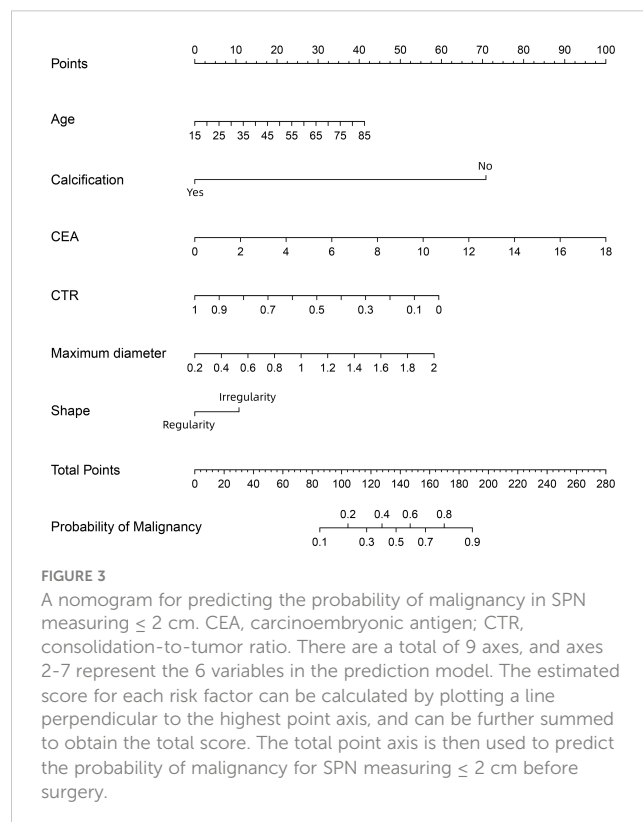 Points
0 10 20 30 40 50 60 70 80 90 100
Age
15 25 35 45 55 65 75 85
Calcification
No
Yes
CEA
0 2 4 6 8 10 12 14 16 18
CTR
1 0.9 0.7 0.5 0.3 0.1 0
Maximum diameter
0.2 0.4 0.6 0.8 1 1.2 1.4 1.6 1.8 2
Irregularity
Shape
Regularity
Total Points
0 20 40 60 80 100 120 140 160 180 200 220 240 260 280
0.2 0.4 0.6 0.8
Probability of Malignancy
0.1 0.3 0.5 0.7 0.9
FIGURE 3
A nomogram for predicting the probability of malignancy in SPN
measuring ≤ 2 cm. CEA, carcinoembryonic antigen; CTR,
consolidation-to-tumor ratio. There are a total of 9 axes, and axes
2-7 represent the 6 variables in the prediction model. The estimated
score for each risk factor can be calculated by plotting a line
perpendicular to the highest point axis, and can be further summed
to obtain the total score. The total point axis is then used to predict
the probability of malignancy for SPN measuring ≤ 2 cm before
surgery.